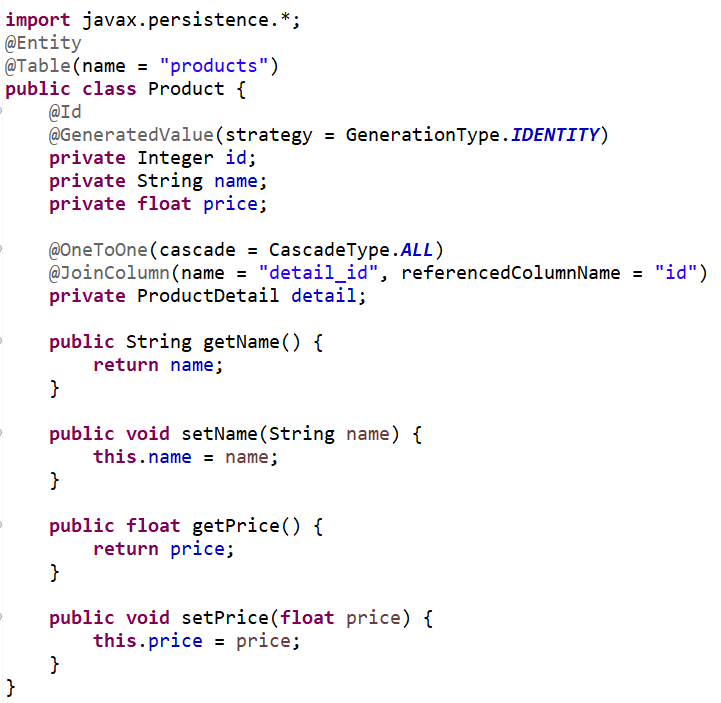 import javax.persistence.*;
@Entity
@Table(name = "products")
public class Product {
    @Id
    @GeneratedValue(strategy = GenerationType.IDENTITY)
    private Integer id;
    private String name;
    private float price;

    @OneToOne(cascade = CascadeType.ALL)
    @JoinColumn(name = "detail_id", referencedColumnName = "id")
    private ProductDetail detail;

    public String getName() {
        return name;
    }

    public void setName(String name) {
        this.name = name;
    }

    public float getPrice() {
        return price;
    }

    public void setPrice(float price) {
        this.price = price;
    }
}